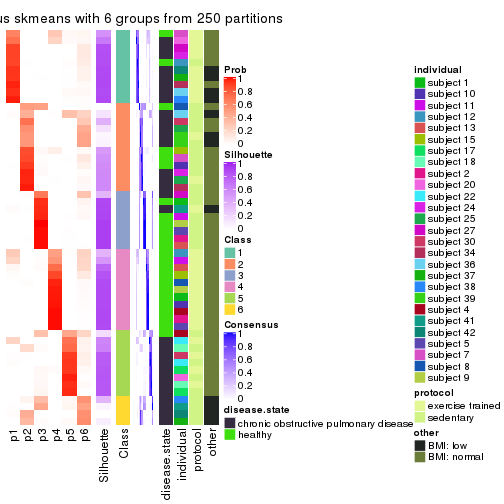 us skmeans with 6 groups from 250 partitions
Prob
1
0.8
0.6
0.4
0.2
0
Silhouette
1
0.8
0.6
0.4
0.2
0
Class
1
2
3
4
5
6
Consensus
1
0.8
0.6
0.4
0.2
0
disease.state
chronic obstructive pulmonary disease
healthy
individual
subject 1
subject 10
subject 11
subject 12
subject 13
subject 15
subject 17
subject 18
subject 2
subject 20
subject 22
subject 24
subject 25
subject 27
subject 30
subject 34
subject 36
subject 37
subject 38
subject 39
subject 4
subject 41
subject 42
subject 5
subject 7
subject 8
subject 9
protocol
exercise trained
sedentary
other
BMI: low
BMI: normal
p1
p2
p3
p4
p5
p6
Silhouette
Class
disease.state
individual
protocol
other